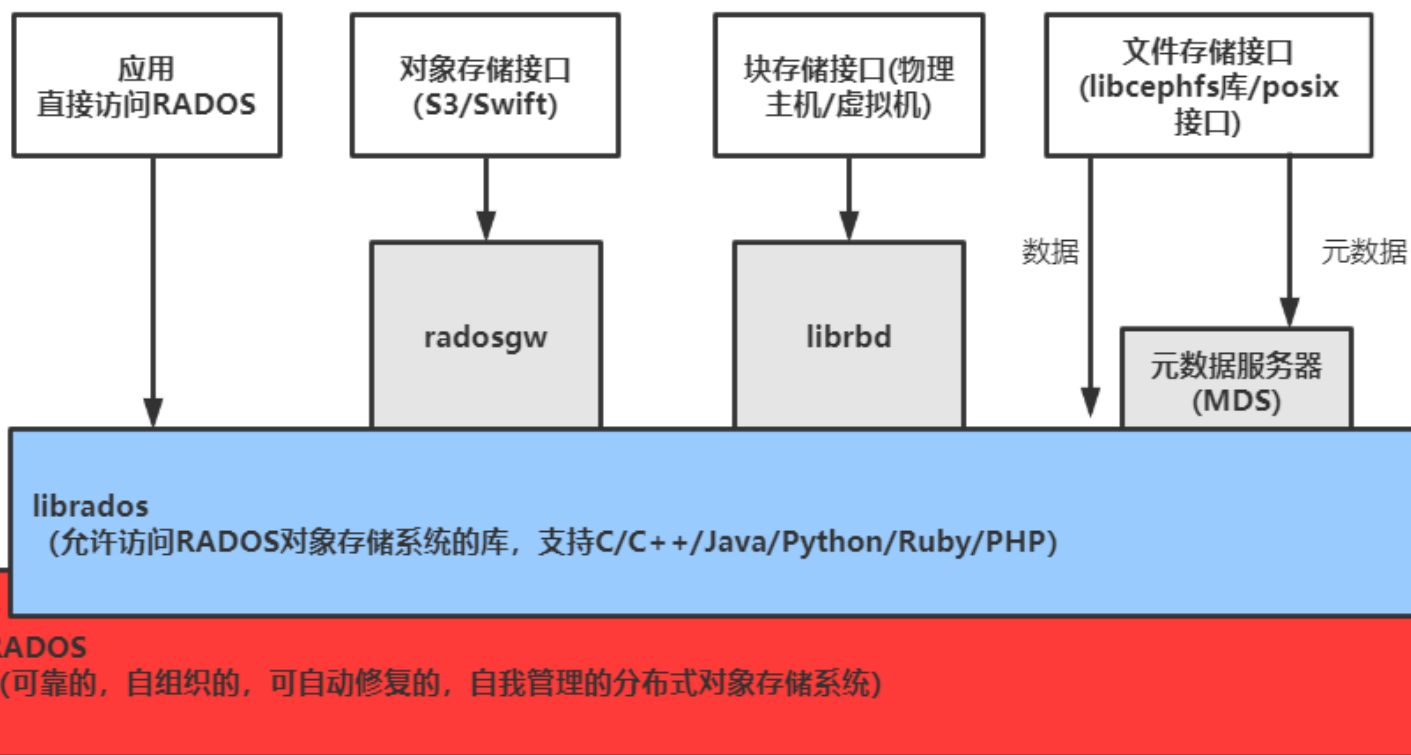 应用
直接访问RADOS
对象存储接口
(S3/Swift)
块存储接口(物理
主机/虚拟机)
文件存储接口
(libcephfs库/posix
接口)
数据
元数据
radosgw
librbd
元数据服务器
(MDS)
librados
(允许访问RADOS对象存储系统的库，支持C/C++/Java/Python/Ruby/PHP)
RADOS
(可靠的，自组织的，可自动修复的，自我管理的分布式对象存储系统)